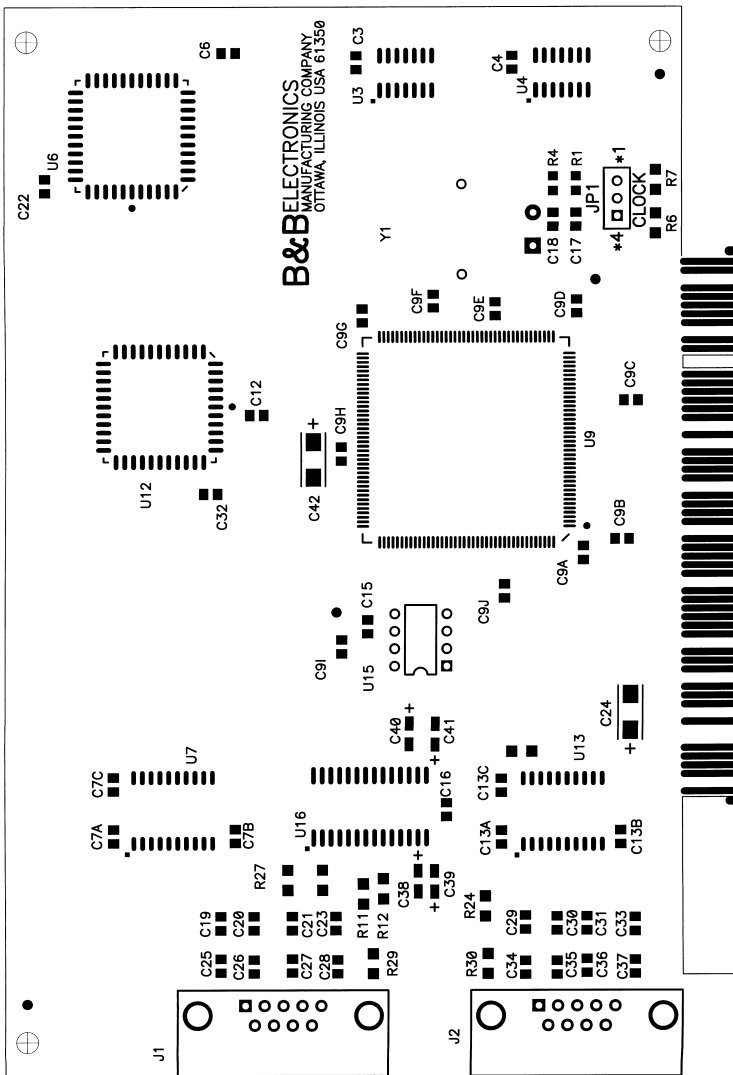 C6
C3
C4
U3
U4
B&B ELECTRONICS
MANUFACTURING COMPANY
OTTAWA, ILLINOIS USA 61350
U6
C22
R4
R1
JP1
*1
*4
CLOCK
R7
R6
Y1
C18
C17
C9F
C9E
C9D
C9G
C9C
C12
C9H
+
U9
U12
C32
C42
C9B
C9A
C9J
C15
C9I
U15
C24
+
C40
+
C41
+
U7
U13
C7C
C16
C13C
U16
C7A
C7B
C13A
C13B
R27
C38
+
C39
+
R11
R12
R24
C19
C20
C21
C23
C29
C30
C31
C33
C25
C26
C27
C28
R29
R30
C34
C35
C36
C37
J1
J2